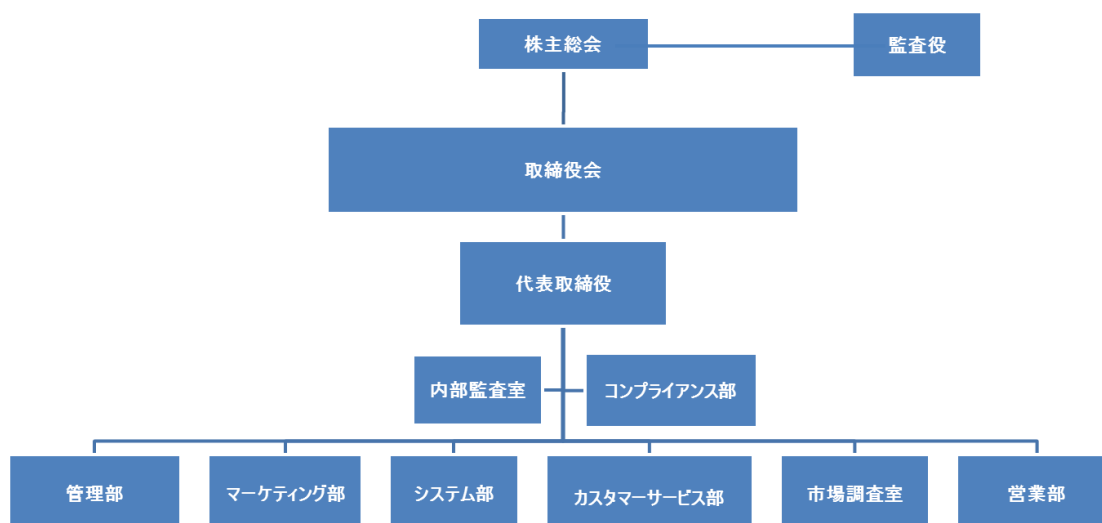 株主総会
監査役
取締役会
代表取締役
内部監査室
コンプライアンス部
管理部
マーケティング部
システム部
カスタマーサービス部
市場調査室
営業部